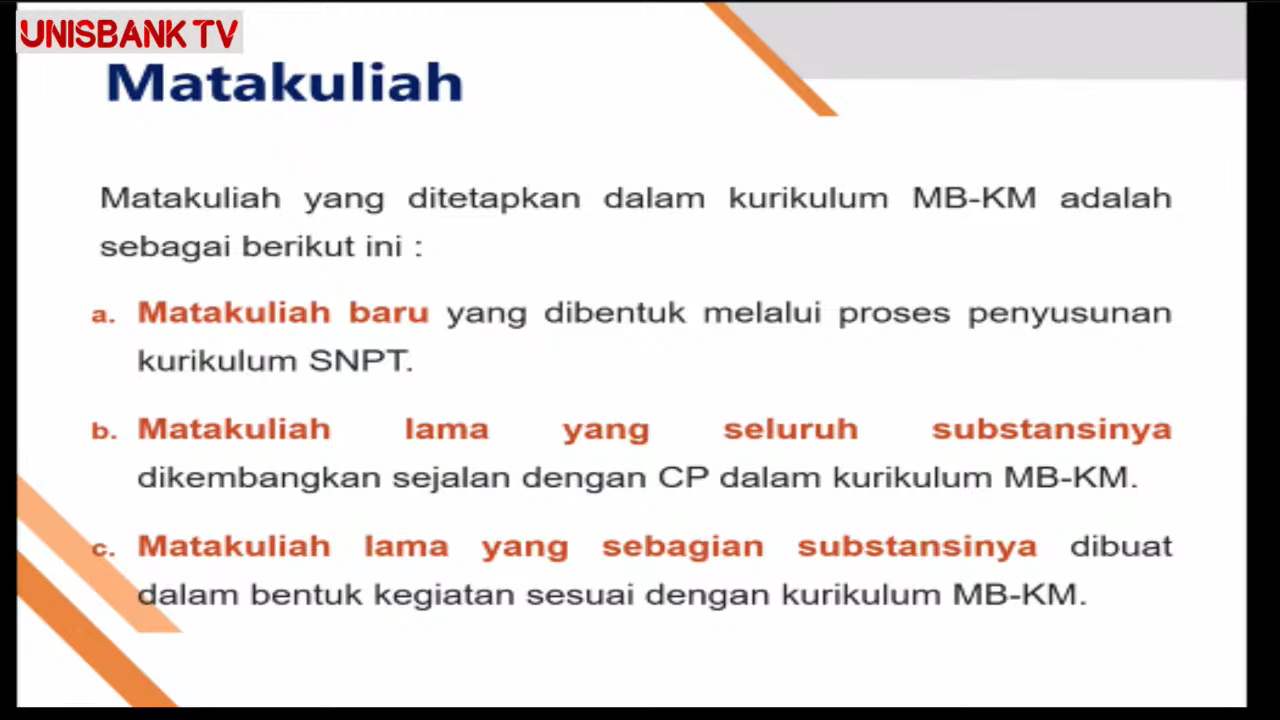 UNISBANK TV
Matakuliah
Matakuliah yang ditetapkan dalam kurikulum MB-KM adalah
sebagai berikut ini :
a. Matakuliah baru yang dibentuk melalui proses penyusunan
kurikulum SNPT.
b. Matakuliah lama yang seluruh substansinya
dikembangkan sejalan dengan CP dalam kurikulum MB-KM.
c. Matakuliah lama yang sebagian substansinya dibuat
dalam bentuk kegiatan sesuai dengan kurikulum MB-KM.